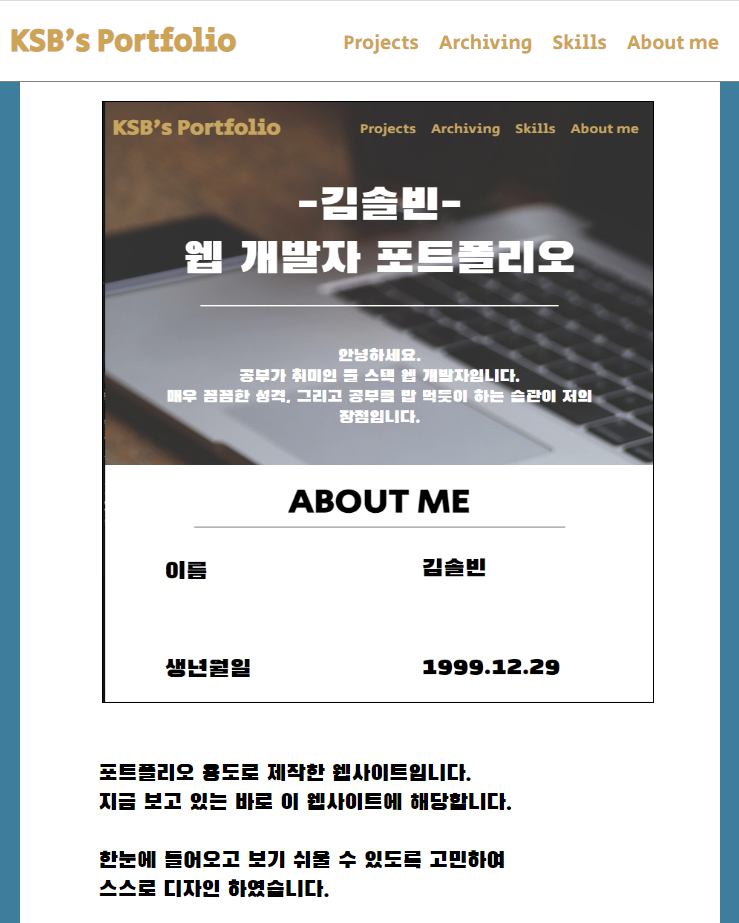 KSB's Portfolio
Projects Archiving Skills About me
KSB's Portfolio
Projects Archiving Skills About me
-김솔빈-
웹 개발자 포트폴리오
안녕하세요.
공부가 취미인 풀 스택 웹 개발자입니다.
매우 꼼꼼한 성격, 그리고 공부를 밥 먹듯이 하는 습관이 저의
장점입니다.
ABOUT ME
이름 김솔빈
생년월일 1999.12.29
포트폴리오 용도로 제작한 웹사이트입니다.
지금 보고 있는 바로 이 웹사이트에 해당합니다.
한눈에 들어오고 보기 쉬울 수 있도록 고민하여
스스로 디자인 하였습니다.